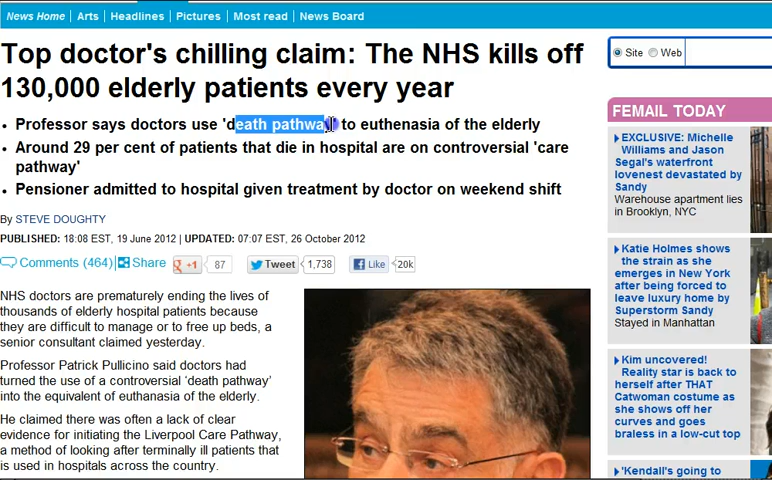 News Home | Arts | Headlines | Pictures | Most read | News Board
Top doctor's chilling claim: The NHS kills off
130,000 elderly patients every year
• Professor says doctors use 'death pathway' to euthenasia of the elderly
• Around 29 per cent of patients that die in hospital are on controversial 'care
pathway'
• Pensioner admitted to hospital given treatment by doctor on weekend shift
By STEVE DOUGHTY
PUBLISHED: 18:08 EST, 19 June 2012 | UPDATED: 07:07 EST, 26 October 2012
Comments (464) Share +1 87 Tweet 1,738 Like 20k
NHS doctors are prematurely ending the lives of
thousands of elderly hospital patients because
they are difficult to manage or to free up beds, a
senior consultant claimed yesterday.
Professor Patrick Pullicino said doctors had
turned the use of a controversial 'death pathway'
into the equivalent of euthanasia of the elderly.
He claimed there was often a lack of clear
evidence for initiating the Liverpool Care Pathway,
a method of looking after terminally ill patients that
is used in hospitals across the country.
Site Web
FEMAIL TODAY
EXCLUSIVE: Michelle
Williams and Jason
Segal's waterfront
lovenest devastated by
Sandy
Warehouse apartment lies
in Brooklyn, NYC
Katie Holmes shows
the strain as she
emerges in New York
after being forced to
leave luxury home by
Superstorm Sandy
Stayed in Manhattan
Kim uncovered!
Reality star is back to
herself after THAT
Catwoman costume as
she shows off her
curves and goes
braless in a low-cut top
'Kendall's going to